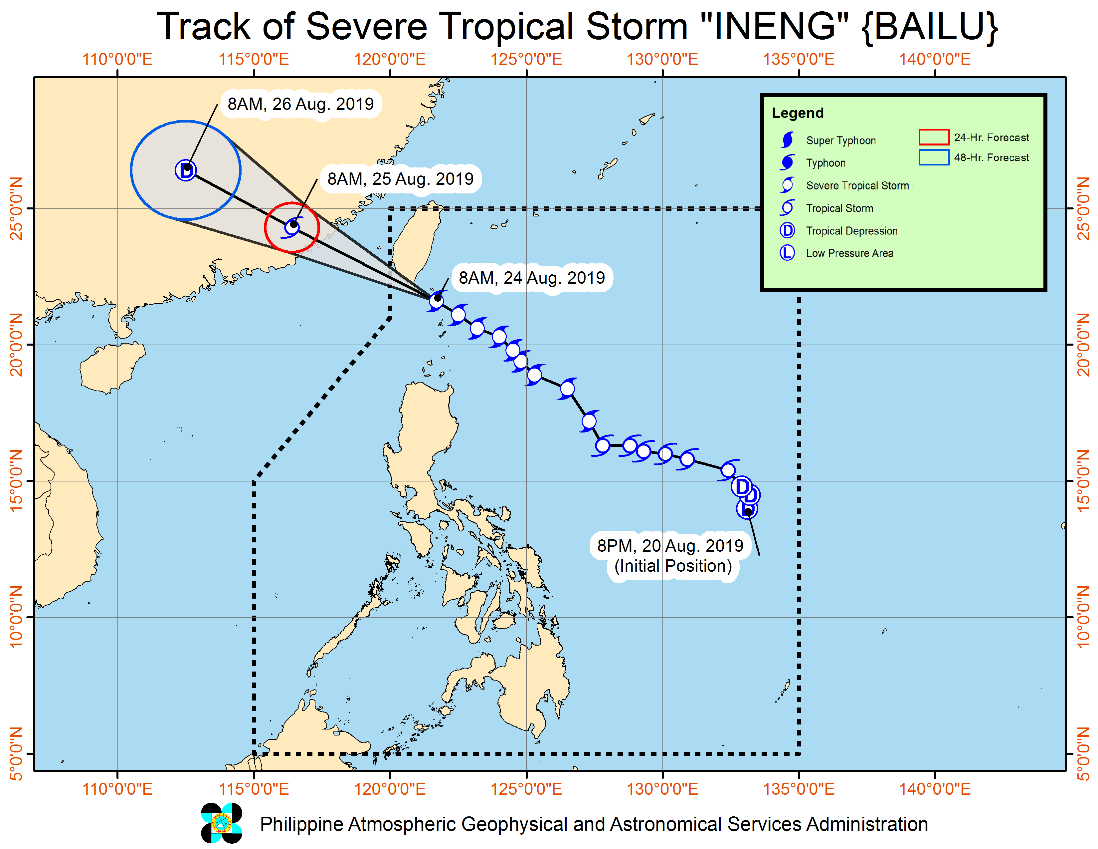 Track of Severe Tropical Storm "INENG" {BAILU}
110°0'0"E 115°0'0"E 120°0'0"E 125°0'0"E 130°0'0"E 135°0'0"E 140°0'0"E
8AM, 26 Aug. 2019
8AM, 25 Aug. 2019
8AM, 24 Aug. 2019
8PM, 20 Aug. 2019
(Initial Position)
Legend
Super Typhoon
Typhoon
Severe Tropical Storm
Tropical Storm
D Tropical Depression
L Low Pressure Area
24-Hr. Forecast
48-Hr. Forecast
D
D
D
25°0'0"N
20°0'0"N
15°0'0"N
10°0'0"N
5°0'0"N
25°0'0"N
20°0'0"N
15°0'0"N
10°0'0"N
5°0'0"N
110°0'0"E 115°0'0"E 120°0'0"E 125°0'0"E 130°0'0"E 135°0'0"E 140°0'0"E
Philippine Atmospheric Geophysical and Astronomical Services Administration